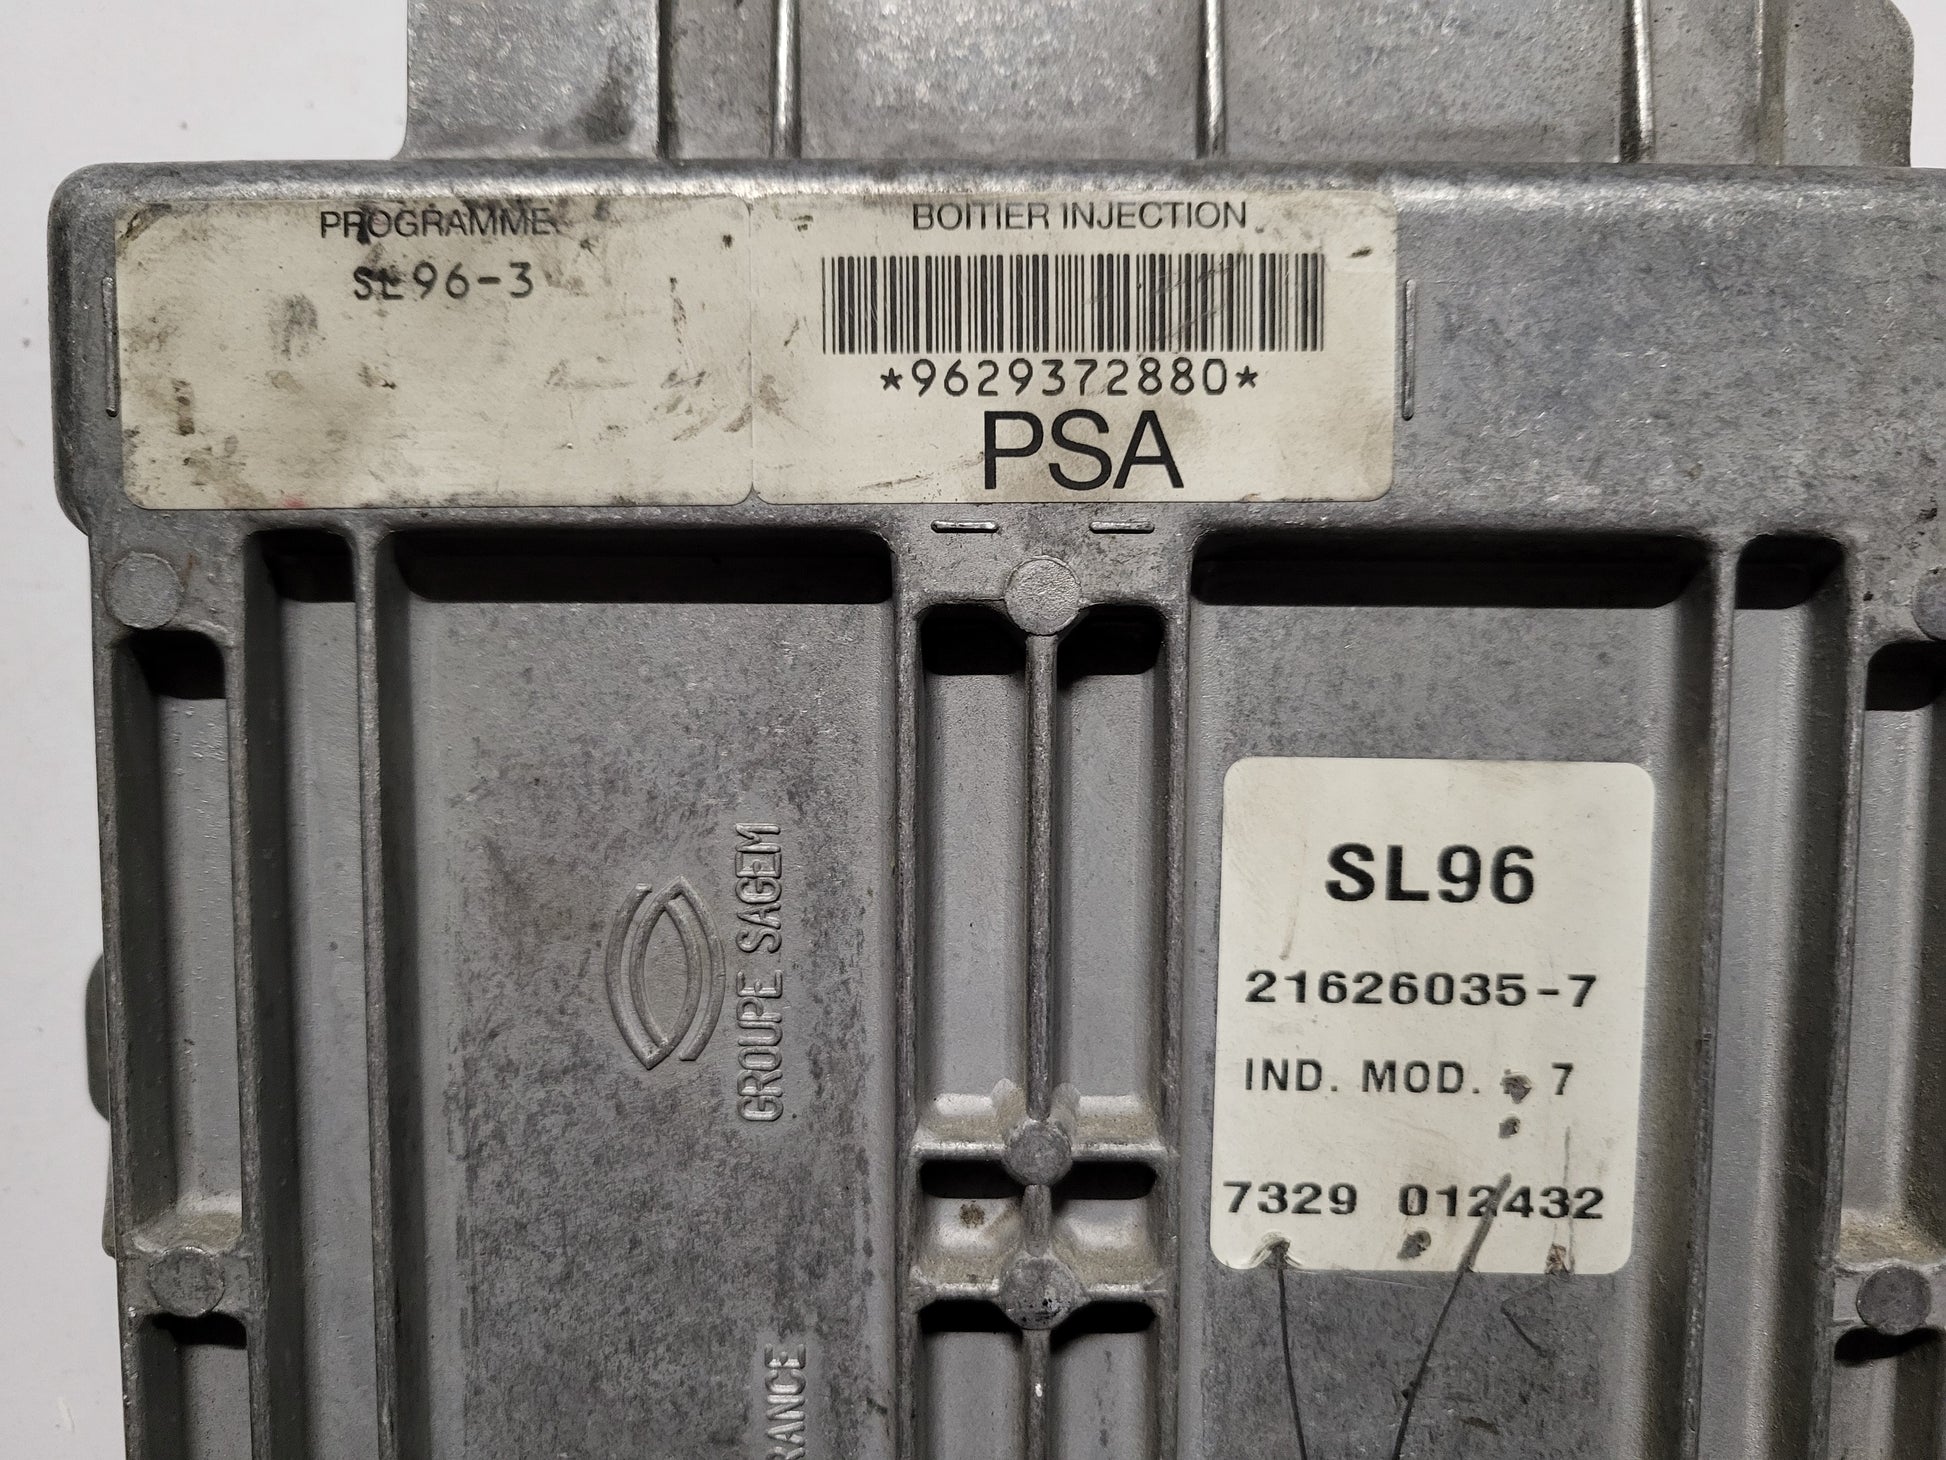 PROGRAMME
SL96-3
BOITIER INJECTION
*9629372880*
PSA
GROUPE SAGEM
SL96
21626035-7
IND. MOD. : 7
7329 012432